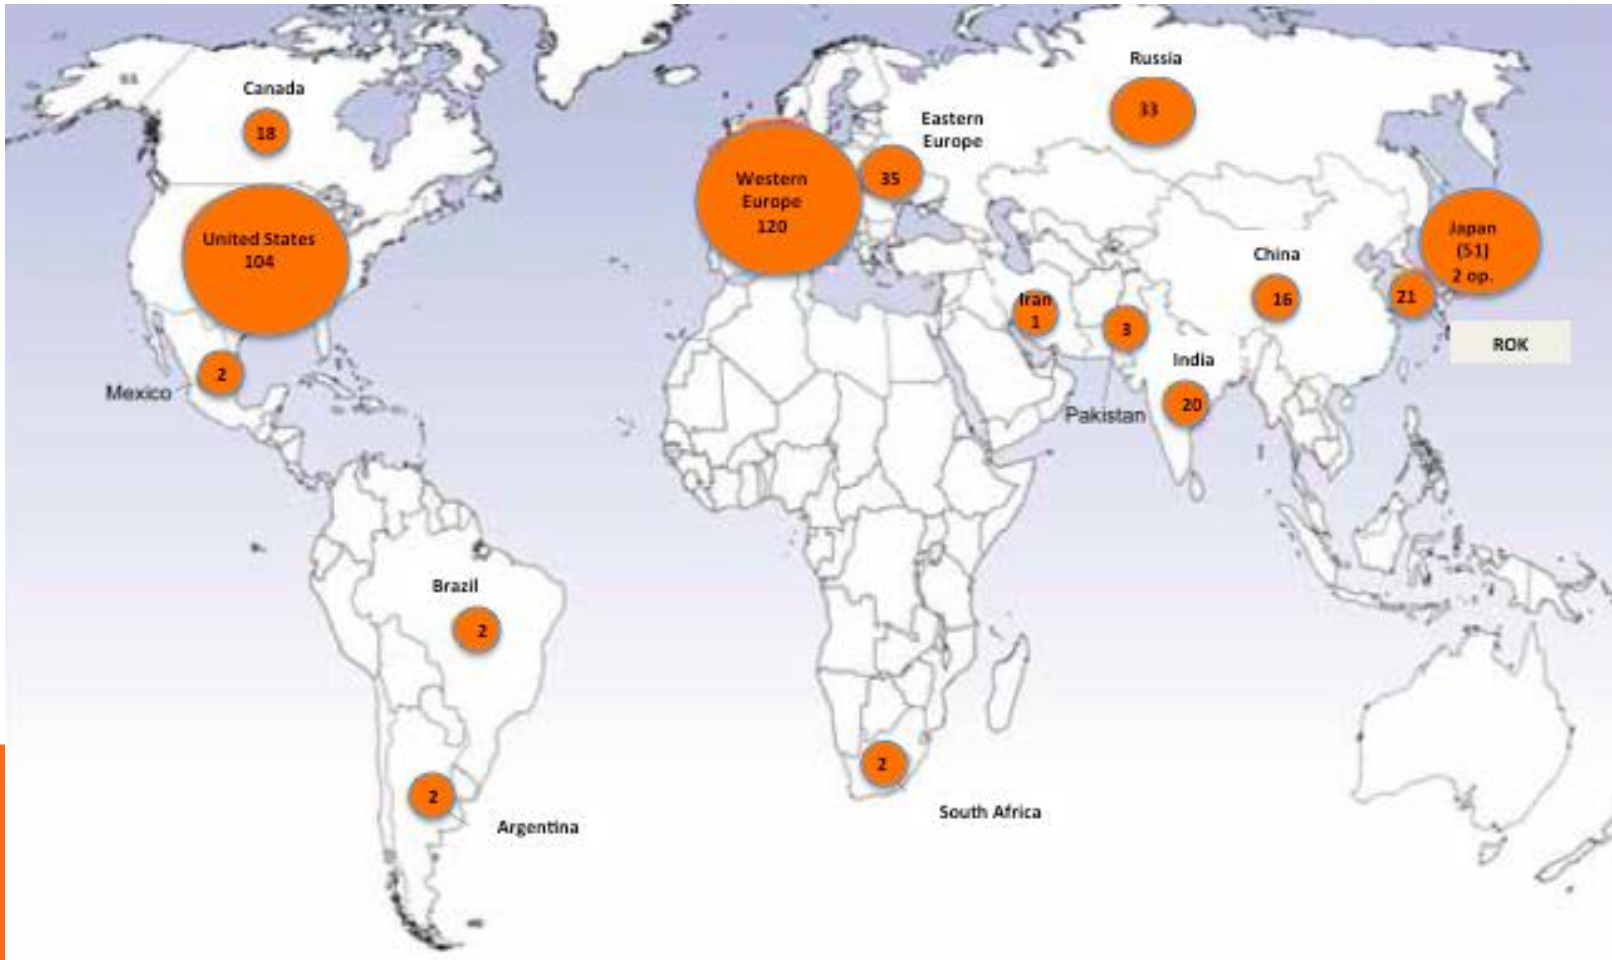 Russia
33
Canada
18
Eastern
Europe
35
Western
Europe
120
United States
104
Japan
(51)
2 op.
China
16
21
ROK
Iran
1
3
Pakistan
India
20
2
Mexico
Brazil
2
2
Argentina
2
South Africa